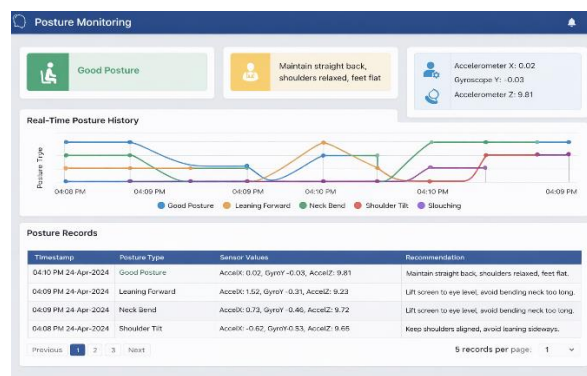 Posture Monitoring
Good Posture
Maintain straight back,
shoulders relaxed, feet flat
Accelerometer X: 0.02
Gyroscope Y: -0.03
Accelerometer Z: 9.81
Real-Time Posture History
Posture Type
04:08 PM 04:09 PM 04:09 PM 04:10 PM 04:10 PM 04:09 PM
Good Posture Leaning Forward Neck Bend Shoulder Tilt Slouching
Posture Records
Timestamp Posture Type Sensor Values Recommendation
04:10 PM 24-Apr-2024 Good Posture AccelX: 0.02, GyroY -0.03, AccelZ: 9.81 Maintain straight back, shoulders relaxed, feet flat.
04:09 PM 24-Apr-2024 Leaning Forward AccelX: 1.52, GyroY -0.31, AccelZ: 9.23 Lift screen to eye level, avoid bending neck too long.
04:09 PM 24-Apr-2024 Neck Bend AccelX: 0.73, GyroY -0.46, AccelZ: 9.72 Lift screen to eye level, avoid bending neck too long.
04:08 PM 24-Apr-2024 Shoulder Tilt AccelX: -0.62, GyroY-0.53, AccelZ: 9.65 Keep shoulders aligned, avoid leaning sideways.
Previous 1 2 3 Next 5 records per page: 1